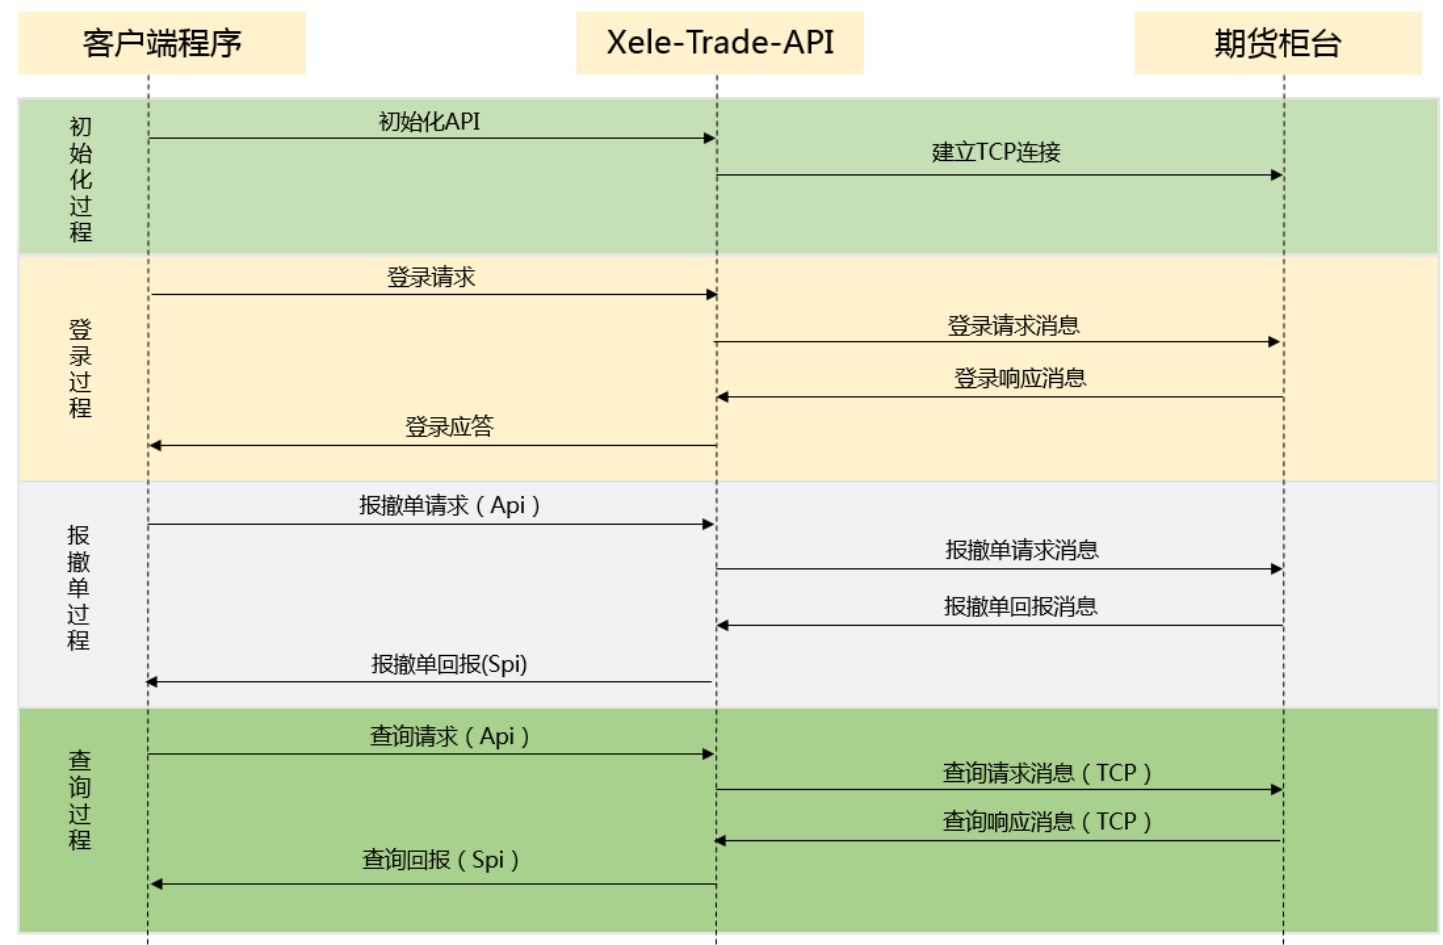 客户端程序
Xele-Trade-API
期货柜台
初始化过程
初始化API
建立TCP连接
登录过程
登录请求
登录请求消息
登录响应消息
登录应答
报撤单过程
报撤单请求（Api）
报撤单请求消息
报撤单回报消息
报撤单回报(Spi)
查询过程
查询请求（Api）
查询请求消息（TCP）
查询响应消息（TCP）
查询回报（Spi）